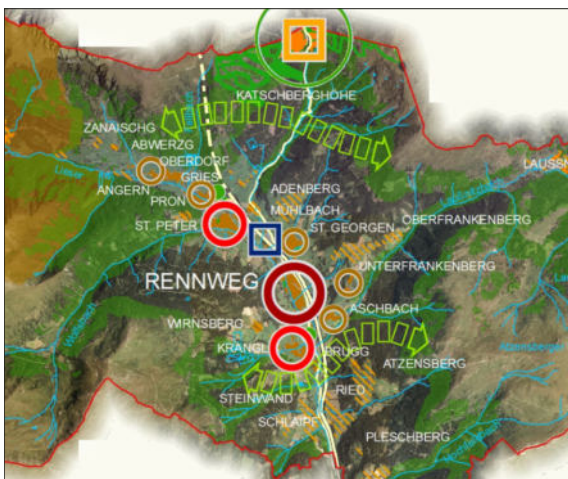 KATSCHBERGHÖHE
ZANAISCHG
ABWERZG
OBERDORF
GRIES
ANGERN
PRON
ADENBERG
MÜHLBACH
ST. PETER
ST. GEORGEN
OBERFRANKENBERG
RENNWEG
UNTERFRANKENBERG
ASCHBACH
WIRNSBERG
KRANGL
BRUGG
ATZENSBERG
STEINWAND
RIED
SCHLAIPF
PLESCHBERG